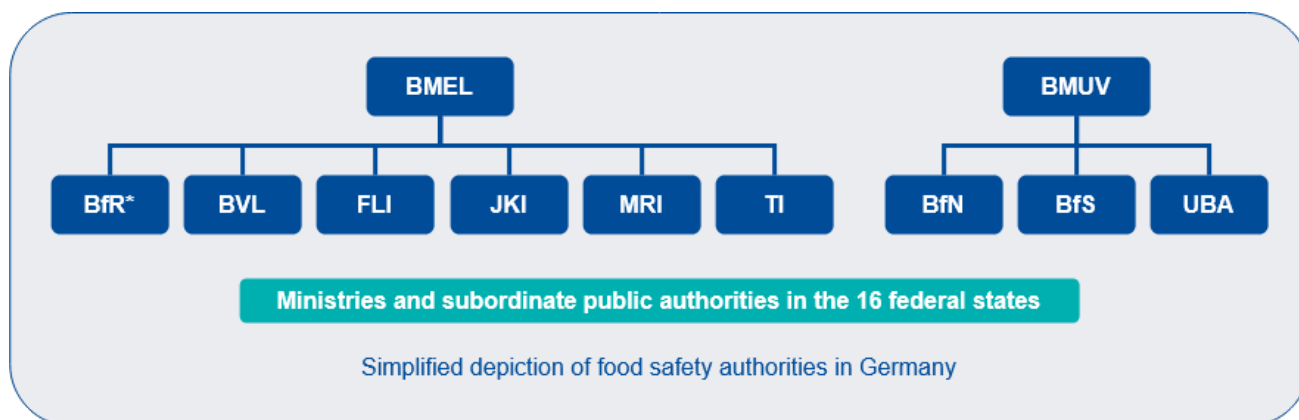 BMEL
BMUV
BfR*
BVL
FLI
JKI
MRI
TI
BfN
BfS
UBA
Ministries and subordinate public authorities in the 16 federal states
Simplified depiction of food safety authorities in Germany